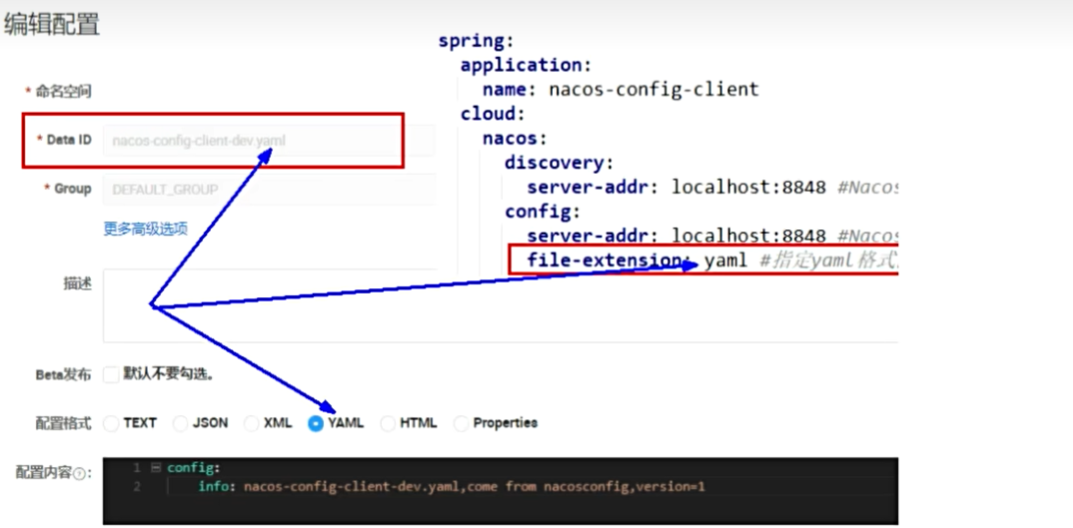 编辑配置
spring:
application:
name: nacos-config-client
cloud:
nacos:
discovery:
server-addr: localhost:8848 #Nacos
config:
server-addr: localhost:8848 #Nacos
file-extension: yaml #指定yaml格式
* 命名空间
* Data ID nacos-config-client-dev.yaml
* Group DEFAULT_GROUP
更多高级选项
描述
Beta发布 默认不要勾选。
配置格式 TEXT JSON XML YAML HTML Properties
配置内容?:
1 config:
2 info: nacos-config-client-dev.yaml,come from nacosconfig,version=1